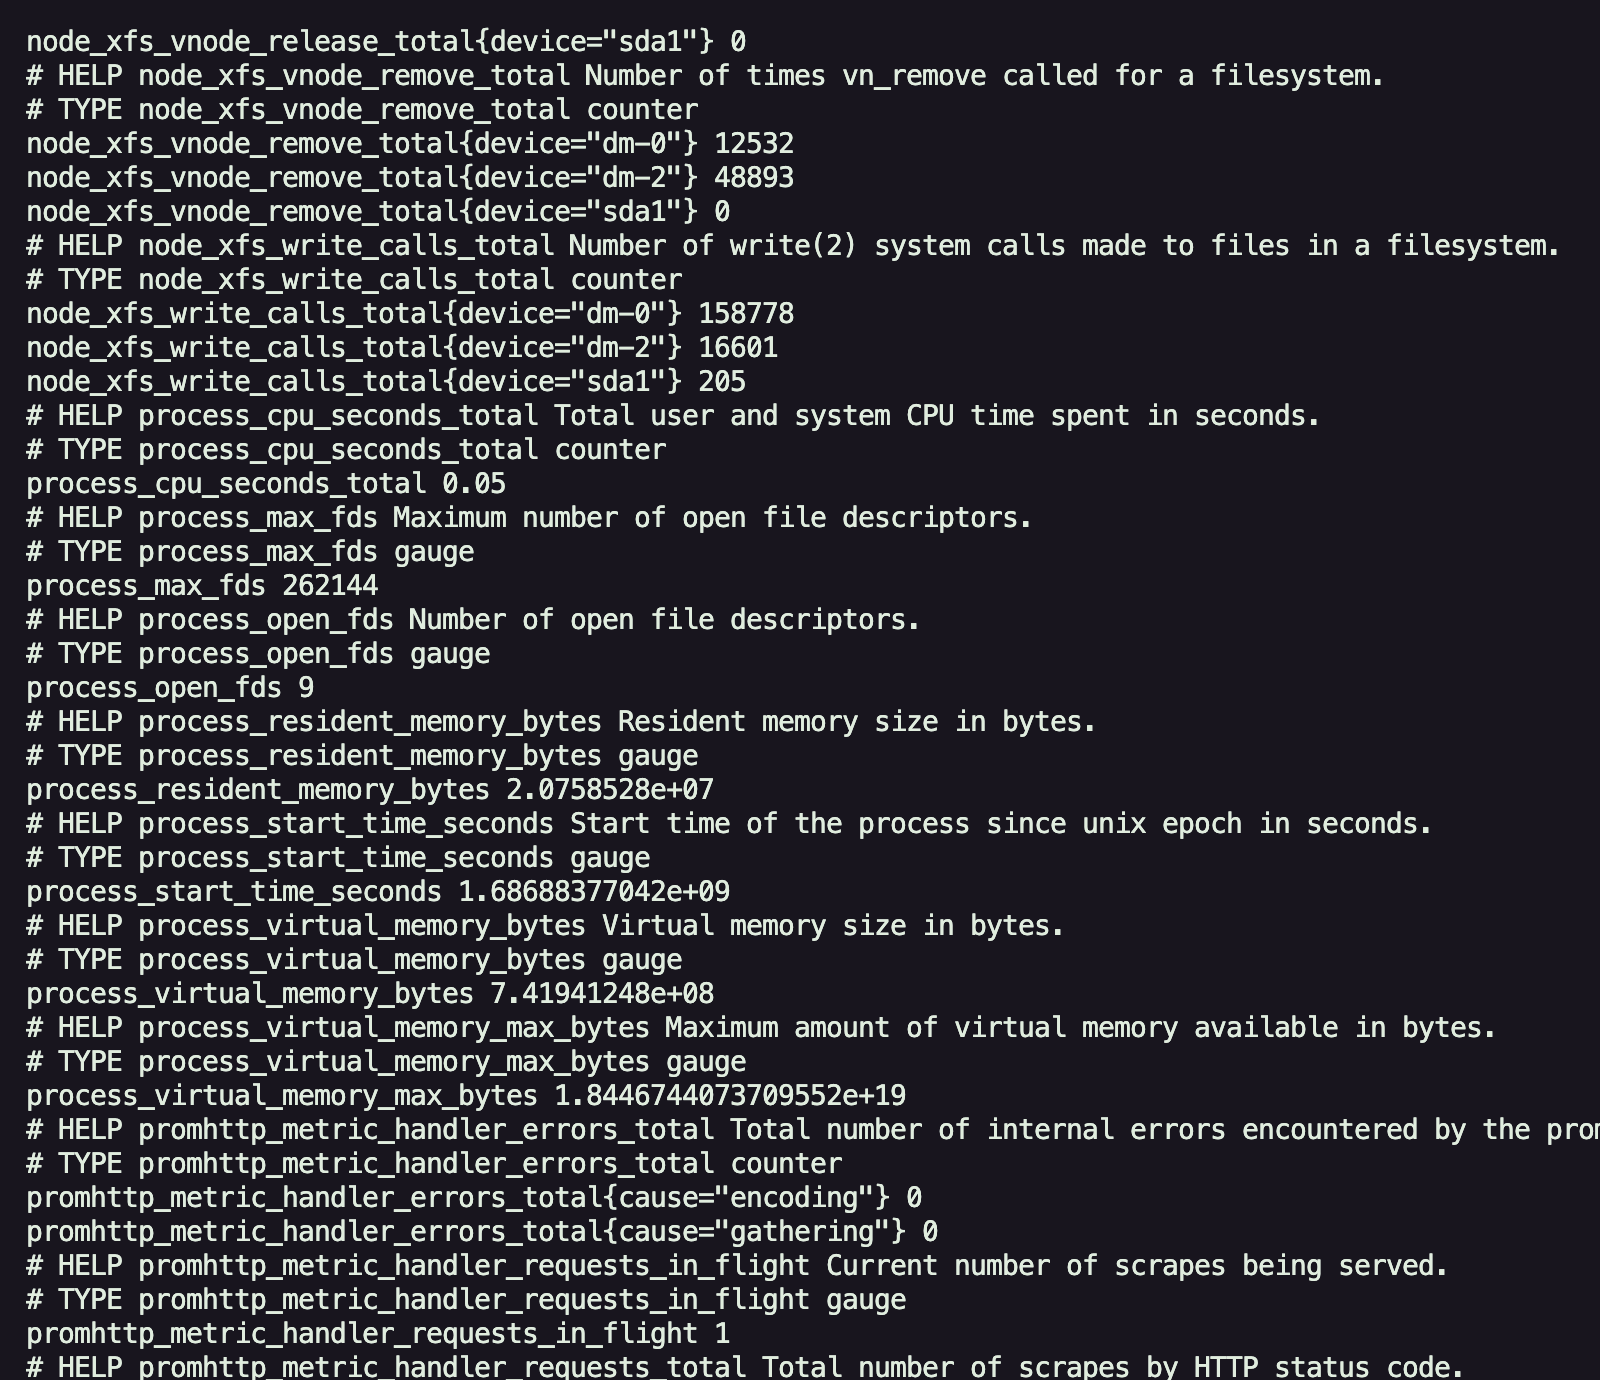 node_xfs_vnode_release_total{device="sda1"} 0
# HELP node_xfs_vnode_remove_total Number of times vn_remove called for a filesystem.
# TYPE node_xfs_vnode_remove_total counter
node_xfs_vnode_remove_total{device="dm-0"} 12532
node_xfs_vnode_remove_total{device="dm-2"} 48893
node_xfs_vnode_remove_total{device="sda1"} 0
# HELP node_xfs_write_calls_total Number of write(2) system calls made to files in a filesystem.
# TYPE node_xfs_write_calls_total counter
node_xfs_write_calls_total{device="dm-0"} 158778
node_xfs_write_calls_total{device="dm-2"} 16601
node_xfs_write_calls_total{device="sda1"} 205
# HELP process_cpu_seconds_total Total user and system CPU time spent in seconds.
# TYPE process_cpu_seconds_total counter
process_cpu_seconds_total 0.05
# HELP process_max_fds Maximum number of open file descriptors.
# TYPE process_max_fds gauge
process_max_fds 262144
# HELP process_open_fds Number of open file descriptors.
# TYPE process_open_fds gauge
process_open_fds 9
# HELP process_resident_memory_bytes Resident memory size in bytes.
# TYPE process_resident_memory_bytes gauge
process_resident_memory_bytes 2.0758528e+07
# HELP process_start_time_seconds Start time of the process since unix epoch in seconds.
# TYPE process_start_time_seconds gauge
process_start_time_seconds 1.68688377042e+09
# HELP process_virtual_memory_bytes Virtual memory size in bytes.
# TYPE process_virtual_memory_bytes gauge
process_virtual_memory_bytes 7.41941248e+08
# HELP process_virtual_memory_max_bytes Maximum amount of virtual memory available in bytes.
# TYPE process_virtual_memory_max_bytes gauge
process_virtual_memory_max_bytes 1.8446744073709552e+19
# HELP promhttp_metric_handler_errors_total Total number of internal errors encountered by the prom
# TYPE promhttp_metric_handler_errors_total counter
promhttp_metric_handler_errors_total{cause="encoding"} 0
promhttp_metric_handler_errors_total{cause="gathering"} 0
# HELP promhttp_metric_handler_requests_in_flight Current number of scrapes being served.
# TYPE promhttp_metric_handler_requests_in_flight gauge
promhttp_metric_handler_requests_in_flight 1
# HELP promhttp_metric_handler_requests_total Total number of scrapes by HTTP status code.